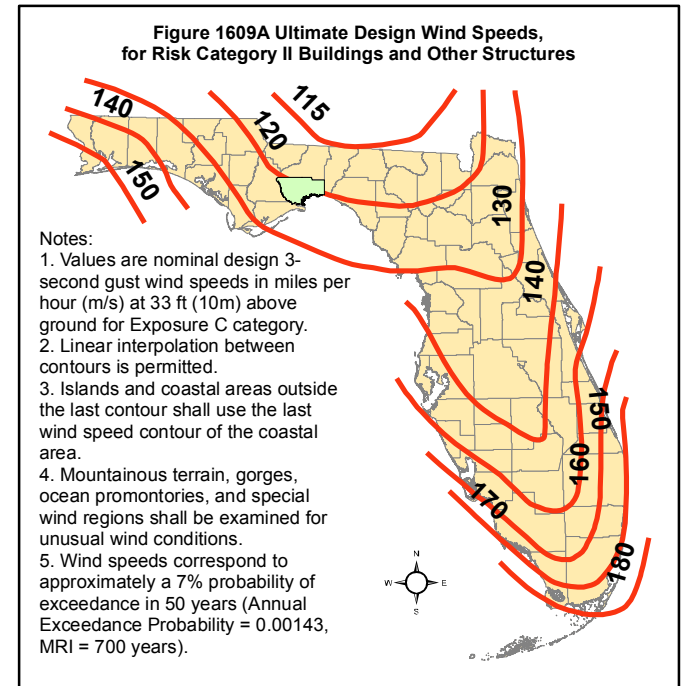 Figure 1609A Ultimate Design Wind Speeds,
for Risk Category II Buildings and Other Structures
140
115
120
150
130
140
Notes:
1. Values are nominal design 3-
second gust wind speeds in miles per
hour (m/s) at 33 ft (10m) above
ground for Exposure C category.
2. Linear interpolation between
contours is permitted.
3. Islands and coastal areas outside
the last contour shall use the last
wind speed contour of the coastal
area.
4. Mountainous terrain, gorges,
ocean promontories, and special
wind regions shall be examined for
unusual wind conditions.
5. Wind speeds correspond to
approximately a 7% probability of
exceedance in 50 years (Annual
Exceedance Probability = 0.00143,
MRI = 700 years).
150
160
170
180
N
W E
S